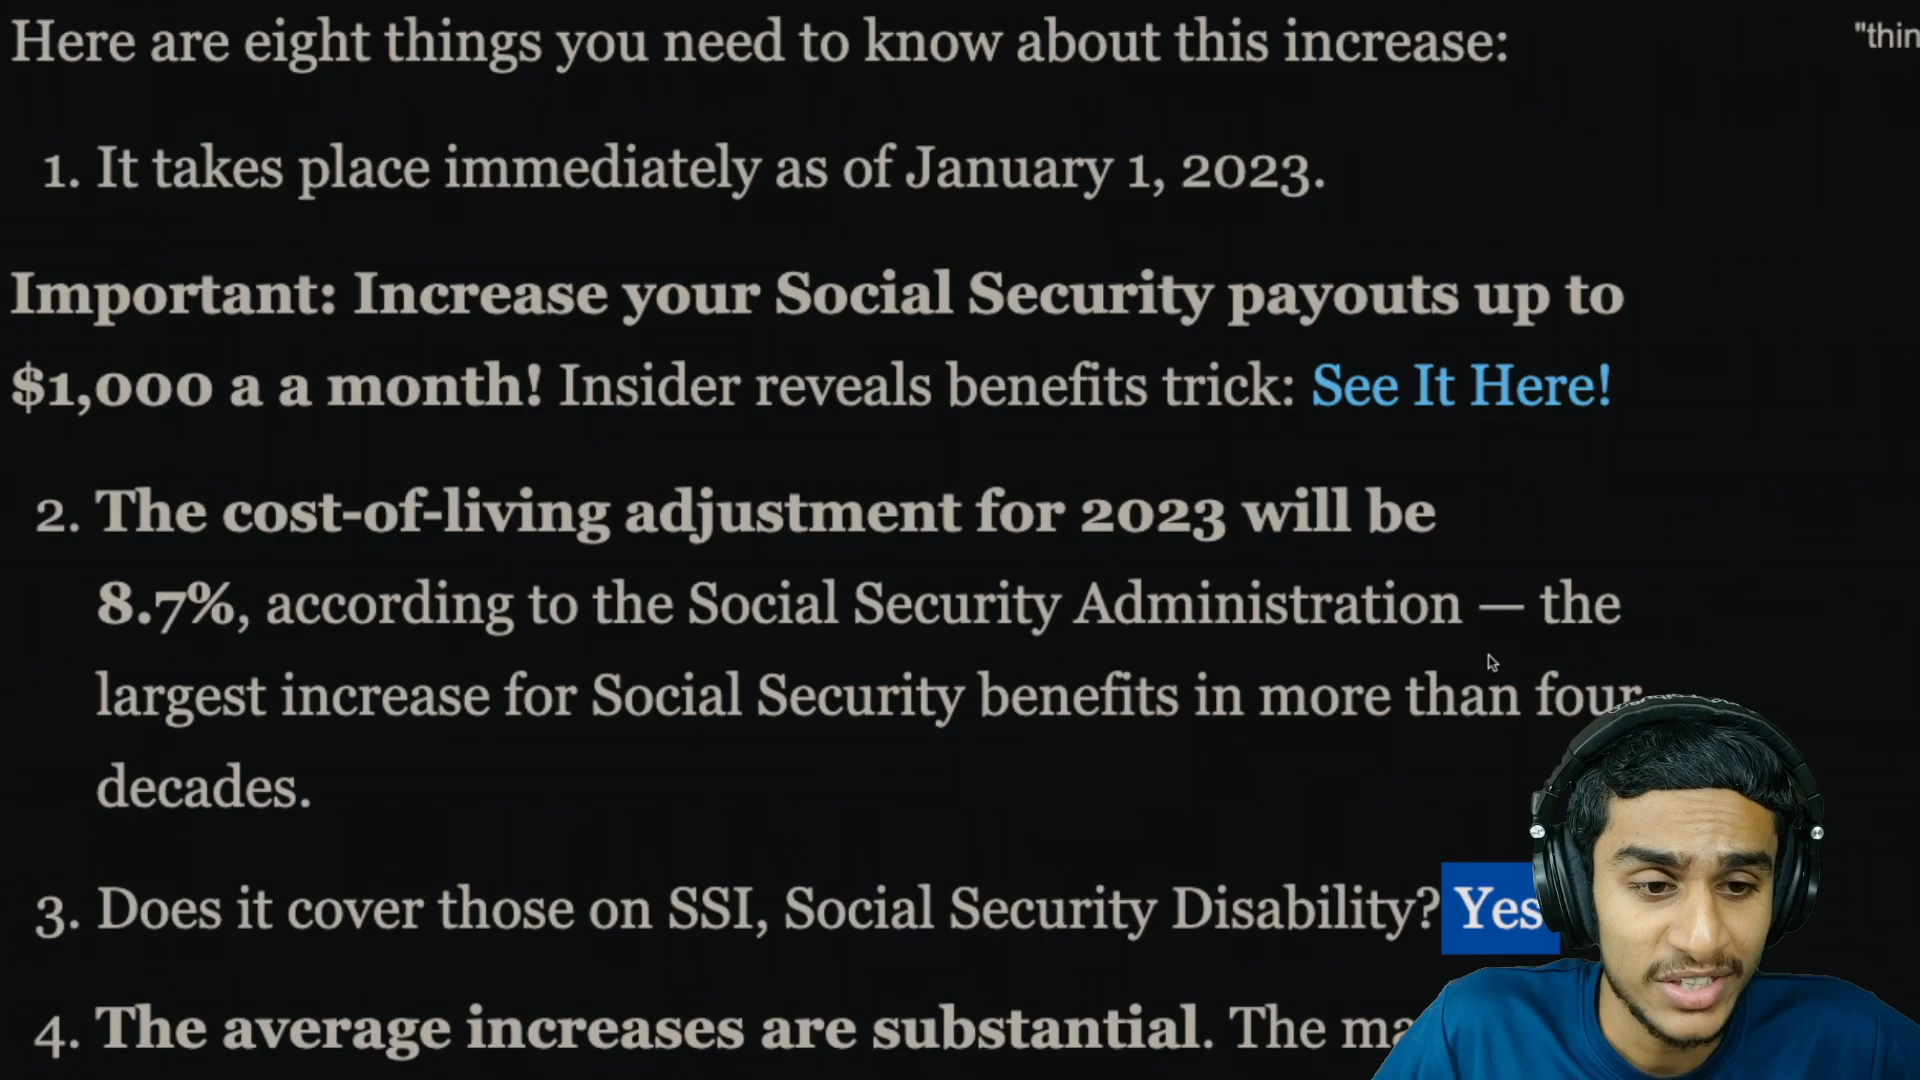 Here are eight things you need to know about this increase:
"thin
1. It takes place immediately as of January 1, 2023.
Important: Increase your Social Security payouts up to
$1,000 a a month! Insider reveals benefits trick: See It Here!
2. The cost-of-living adjustment for 2023 will be
8.7%, according to the Social Security Administration — the
largest increase for Social Security benefits in more than four
decades.
3. Does it cover those on SSI, Social Security Disability? Yes
4. The average increases are substantial. The ma